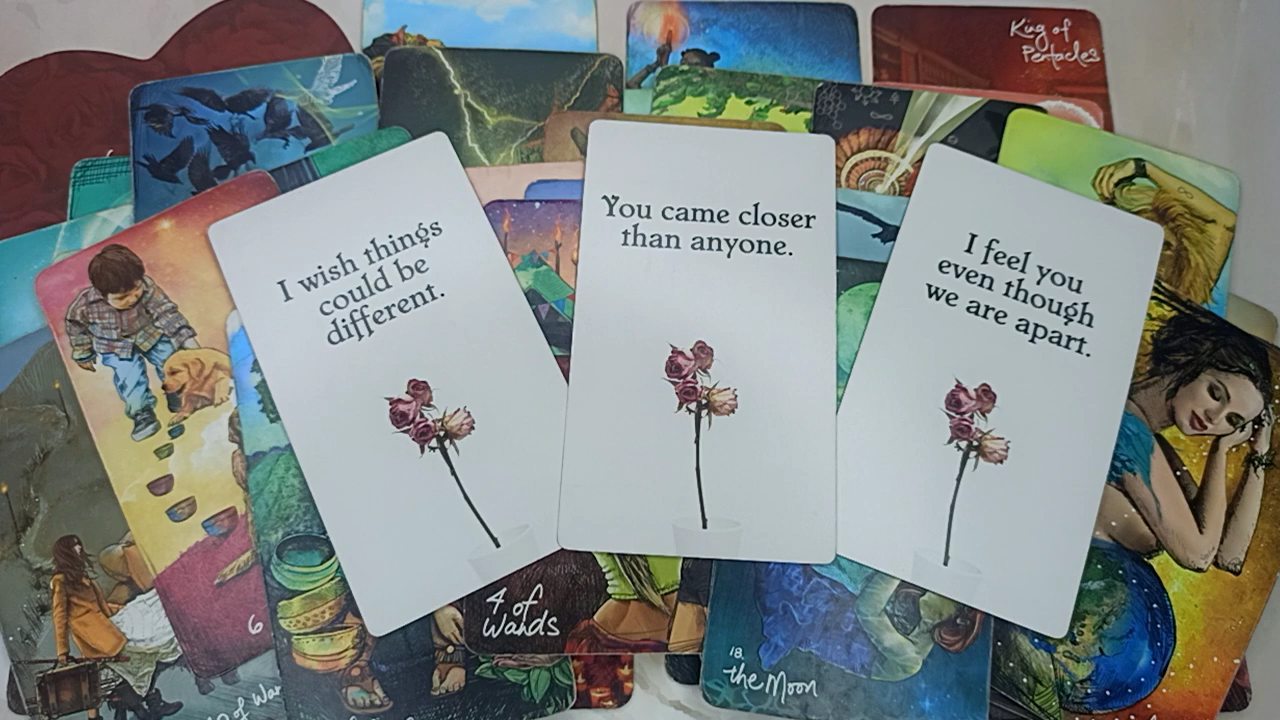 King of
Pentacles
I wish things
could be
different.
You came closer
than anyone.
I feel you
even though
we are apart.
6
4 of
Wands
18.
the Moon
of